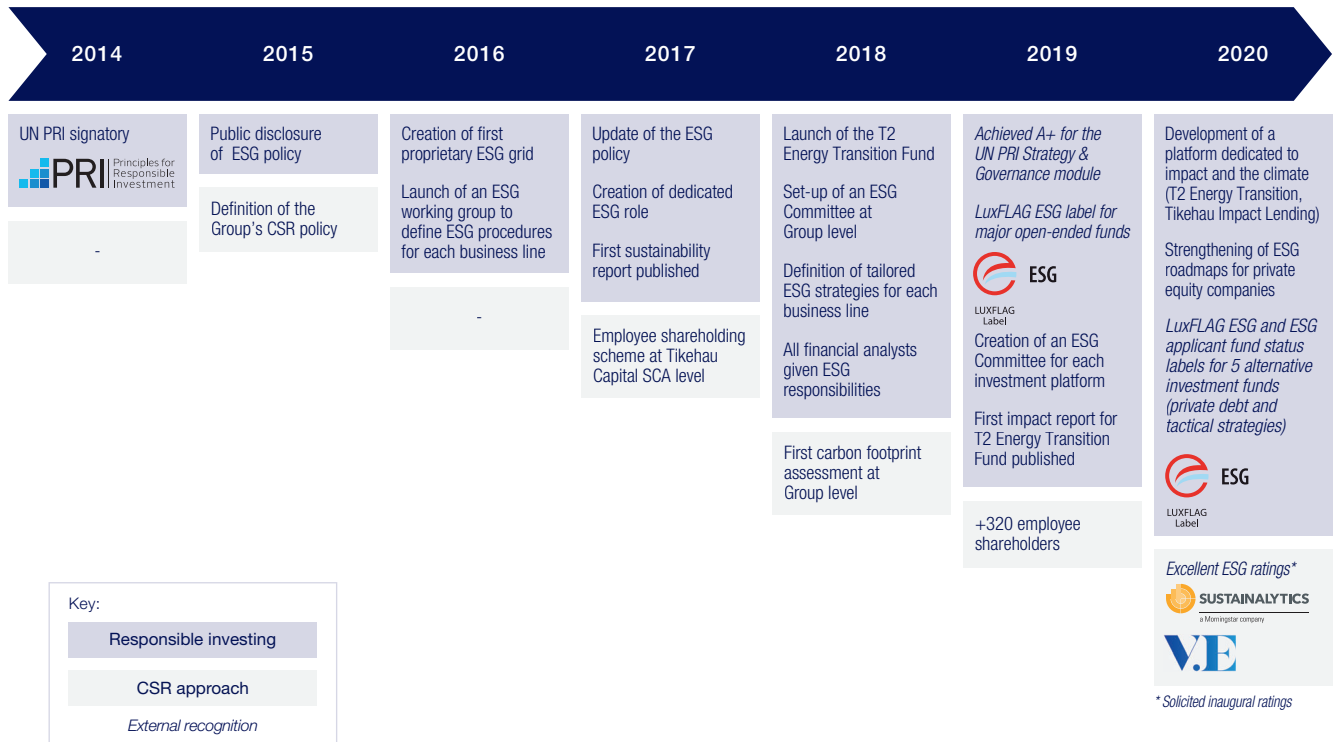 2014
2015
2016
2017
2018
2019
2020
UN PRI signatory
PRI
Principles for
Responsible
Investment
-
Public disclosure
of ESG policy
Definition of the
Group's CSR policy
Creation of first
proprietary ESG grid
Launch of an ESG
working group to
define ESG procedures
for each business line
-
Update of the ESG
policy
Creation of dedicated
ESG role
First sustainability
report published
Employee shareholding
scheme at Tikehau
Capital SCA level
Launch of the T2
Energy Transition Fund
Set-up of an ESG
Committee at
Group level
Definition of tailored
ESG strategies for each
business line
All financial analysts
given ESG
responsibilities
First carbon footprint
assessment at
Group level
Achieved A+ for the
UN PRI Strategy &
Governance module
LuxFLAG ESG label for
major open-ended funds
ESG
LUXFLAG
Label
Creation of an ESG
Committee for each
investment platform
First impact report for
T2 Energy Transition
Fund published
+320 employee
shareholders
Development of a
platform dedicated to
impact and the climate
(T2 Energy Transition,
Tikehau Impact Lending)
Strengthening of ESG
roadmaps for private
equity companies
LuxFLAG ESG and ESG
applicant fund status
labels for 5 alternative
investment funds
(private debt and
tactical strategies)
ESG
LUXFLAG
Label
Excellent ESG ratings*
SUSTAINALYTICS
a Morningstar company
V.E
* Solicited inaugural ratings
Key:
Responsible investing
CSR approach
External recognition